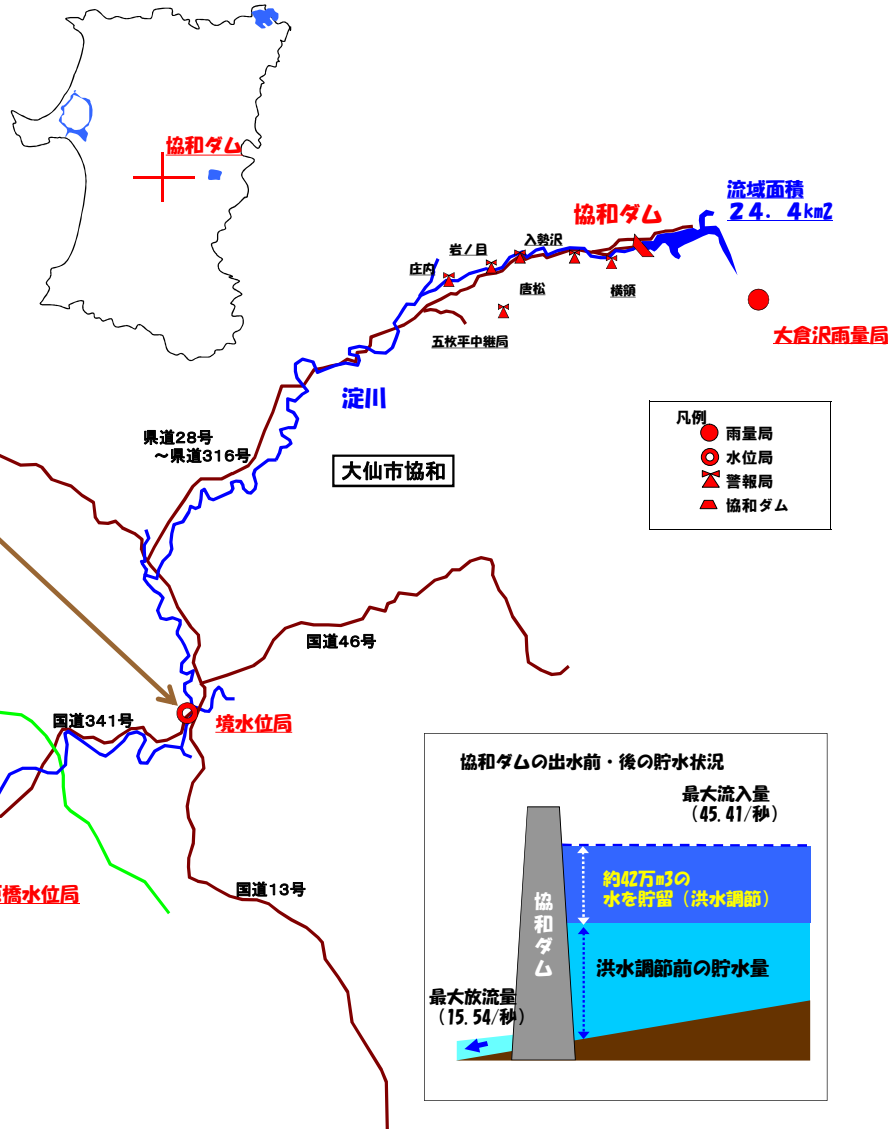 協和ダム
流域面積
２４．４km2
協和ダム
入勢沢
岩ノ目
庄内
唐松
横領
五枚平中継局
大倉沢雨量局
淀川
凡例
雨量局
水位局
警報局
協和ダム
県道28号
～県道316号
大仙市協和
国道46号
国道341号
境水位局
国道13号
橋水位局
協和ダムの出水前・後の貯水状況
最大流入量
（45.41/秒）
約42万m3の
水を貯留（洪水調節）
協和ダム
洪水調節前の貯水量
最大放流量
（15.54/秒）